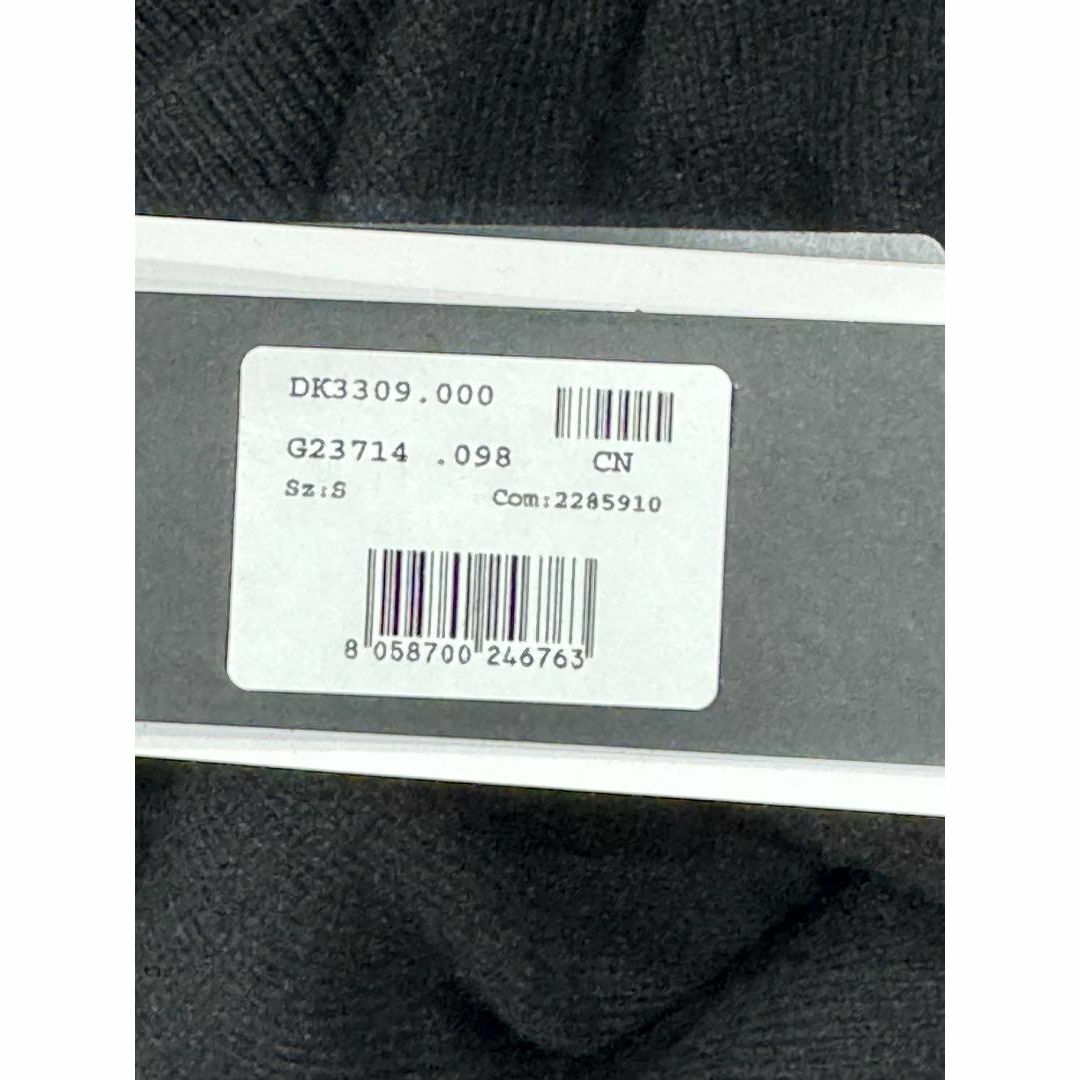 DK3309.000
G23714 .098 CN
Sz:S Com:2285910
8 058700 246763